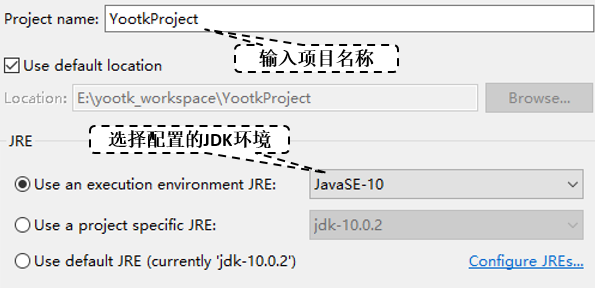 Project name: YootkProject
输入项目名称
Use default location
Location: E:\yootk_workspace\YootkProject Browse...
选择配置的JDK环境
JRE
Use an execution environment JRE: JavaSE-10
Use a project specific JRE: jdk-10.0.2
Use default JRE (currently 'jdk-10.0.2') Configure JREs...